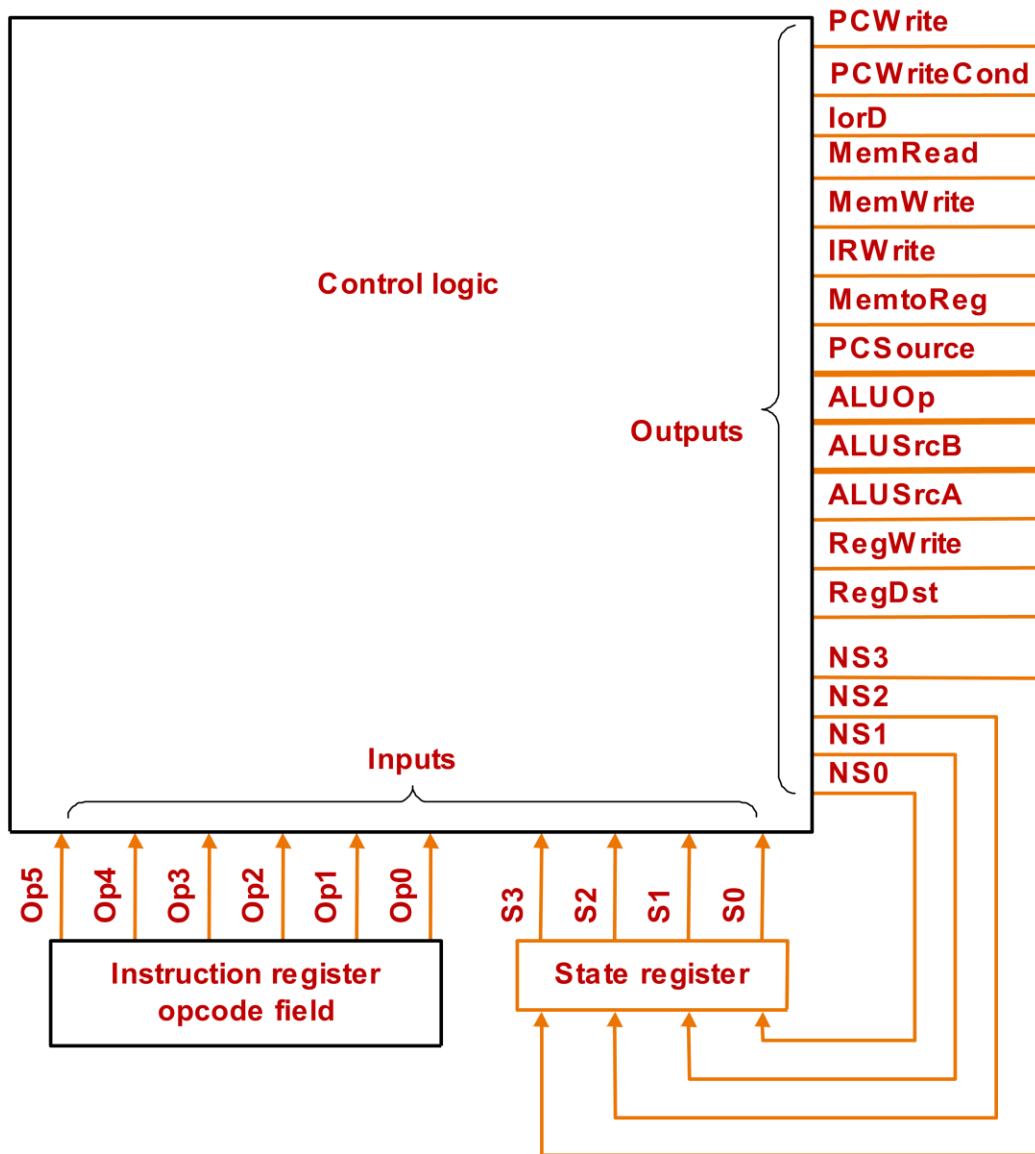 PCWrite
PCWriteCond
IorD
MemRead
MemWrite
IRWrite
Control logic
MemtoReg
PCSource
ALUOp
Outputs
ALUSrcB
ALUSrcA
RegWrite
RegDst
NS3
NS2
NS1
Inputs
NS0
Op5
Op4
Op3
Op2
Op1
Op0
S3
S2
S1
S0
Instruction register
opcode field
State register